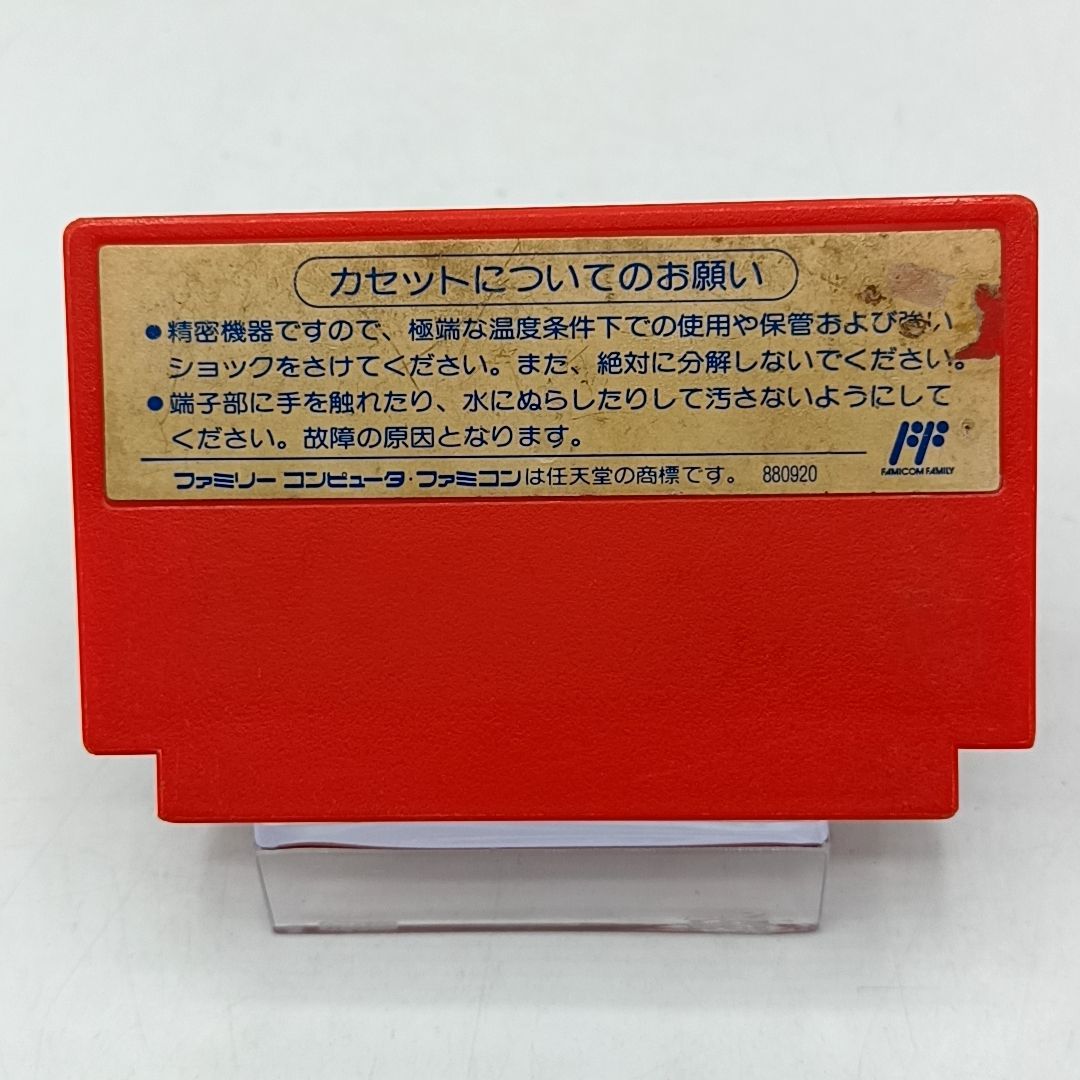 カセットについてのお願い
●精密機器ですので、極端な温度条件下での使用や保管および強い
ショックをさけてください。また、絶対に分解しないでください。
●端子部に手を触れたり、水にぬらしたりして汚さないようにして
ください。故障の原因となります。
FF
FAMICOM FAMILY
ファミリー コンピュータ・ファミコンは任天堂の商標です。 880920